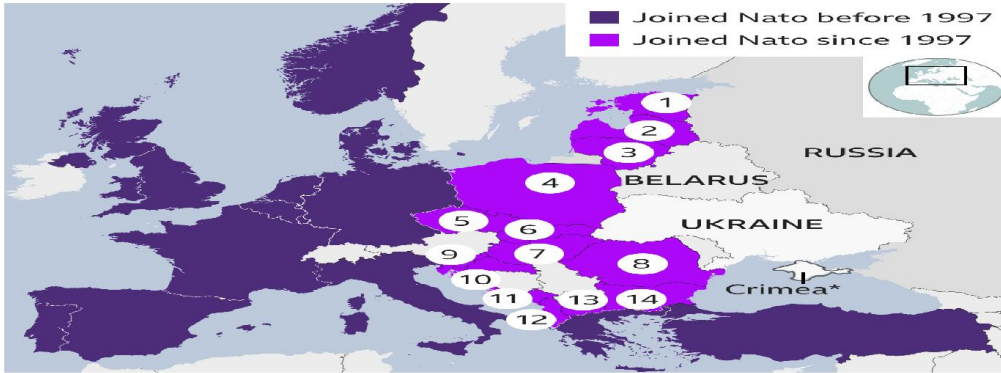 Joined Nato before 1997
Joined Nato since 1997
1
2
RUSSIA
3
BELARUS
4
5
6
UKRAINE
7
9
8
10
Crimea*
11
13
14
12